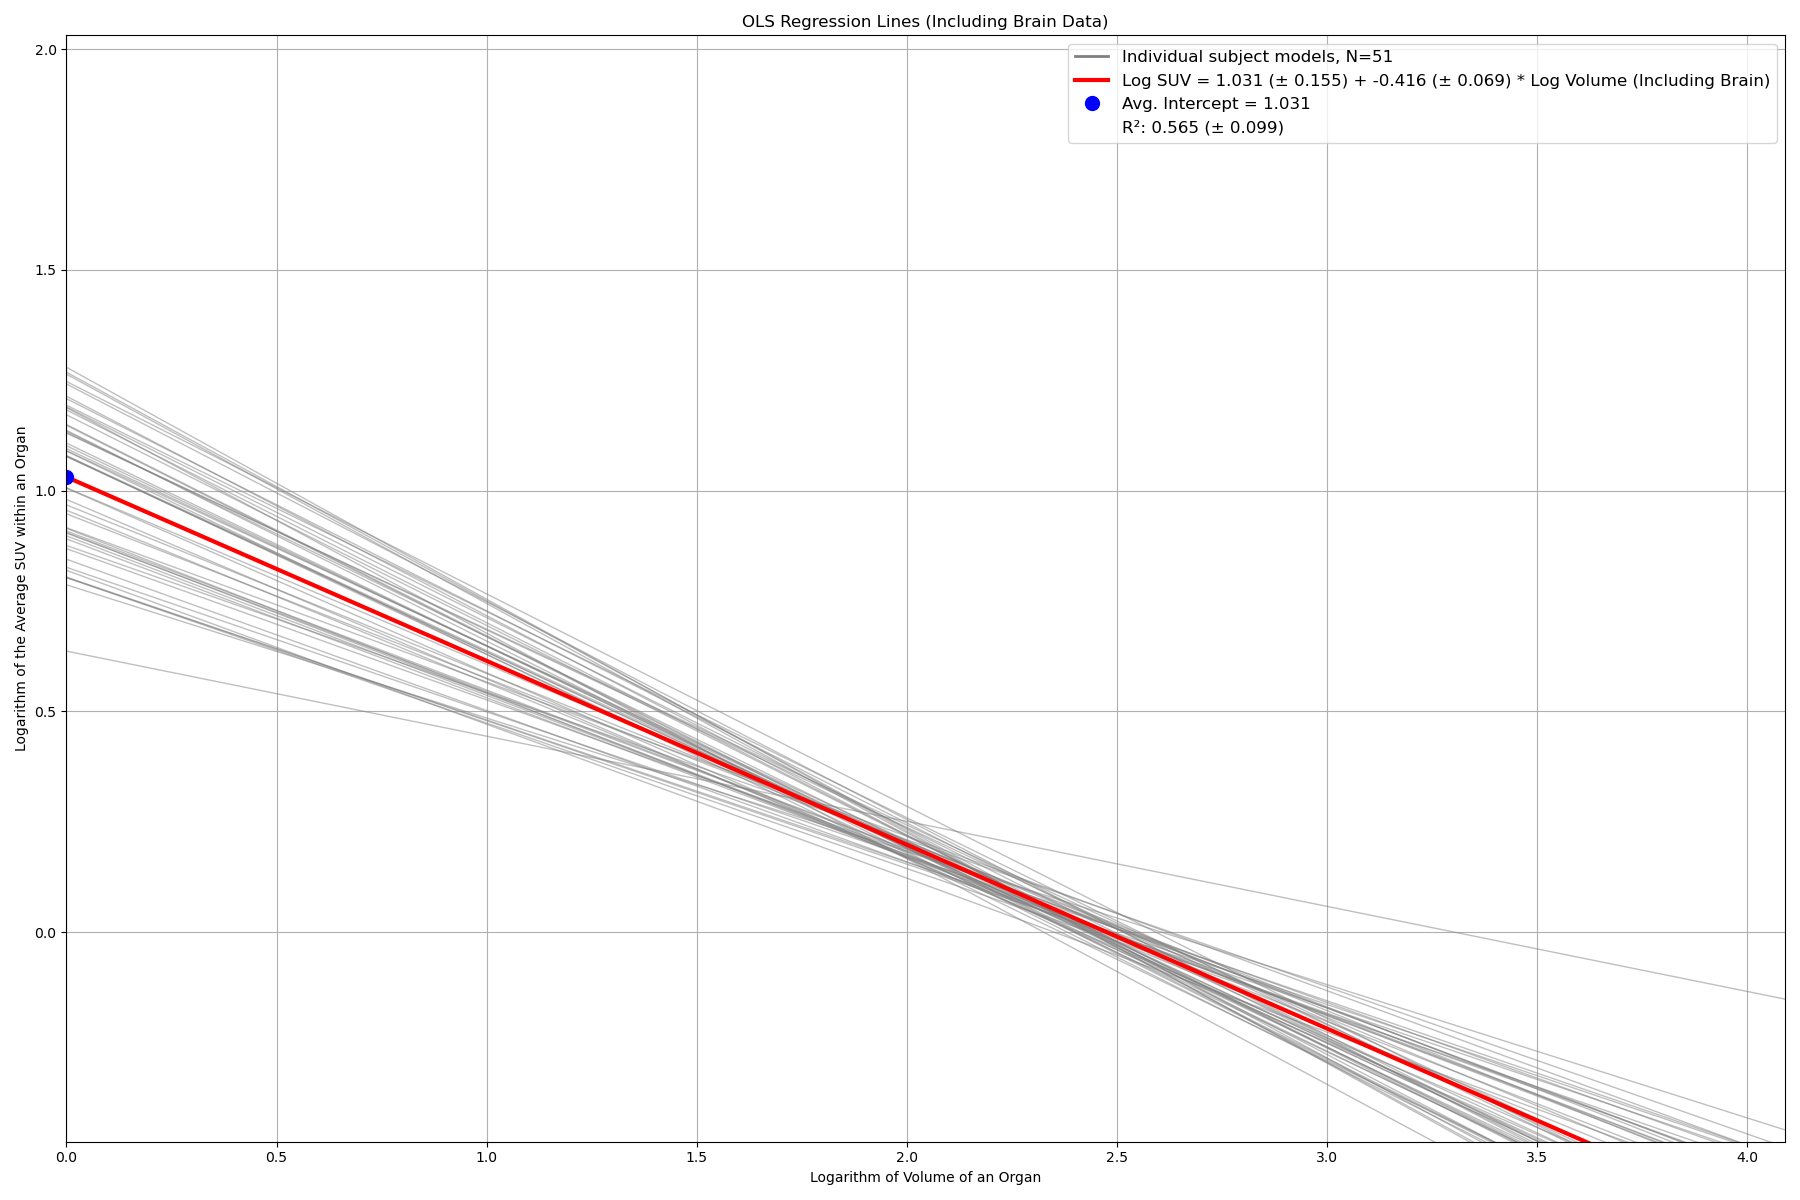 OLS Regression Lines (Including Brain Data)
Individual subject models, N=51
Log SUV = 1.031 (± 0.155) + -0.416 (± 0.069) * Log Volume (Including Brain)
Avg. Intercept = 1.031
R²: 0.565 (± 0.099)
Logarithm of the Average SUV within an Organ
2.0
1.5
1.0
0.5
0.0
0.0 0.5 1.0 1.5 2.0 2.5 3.0 3.5 4.0
Logarithm of Volume of an Organ